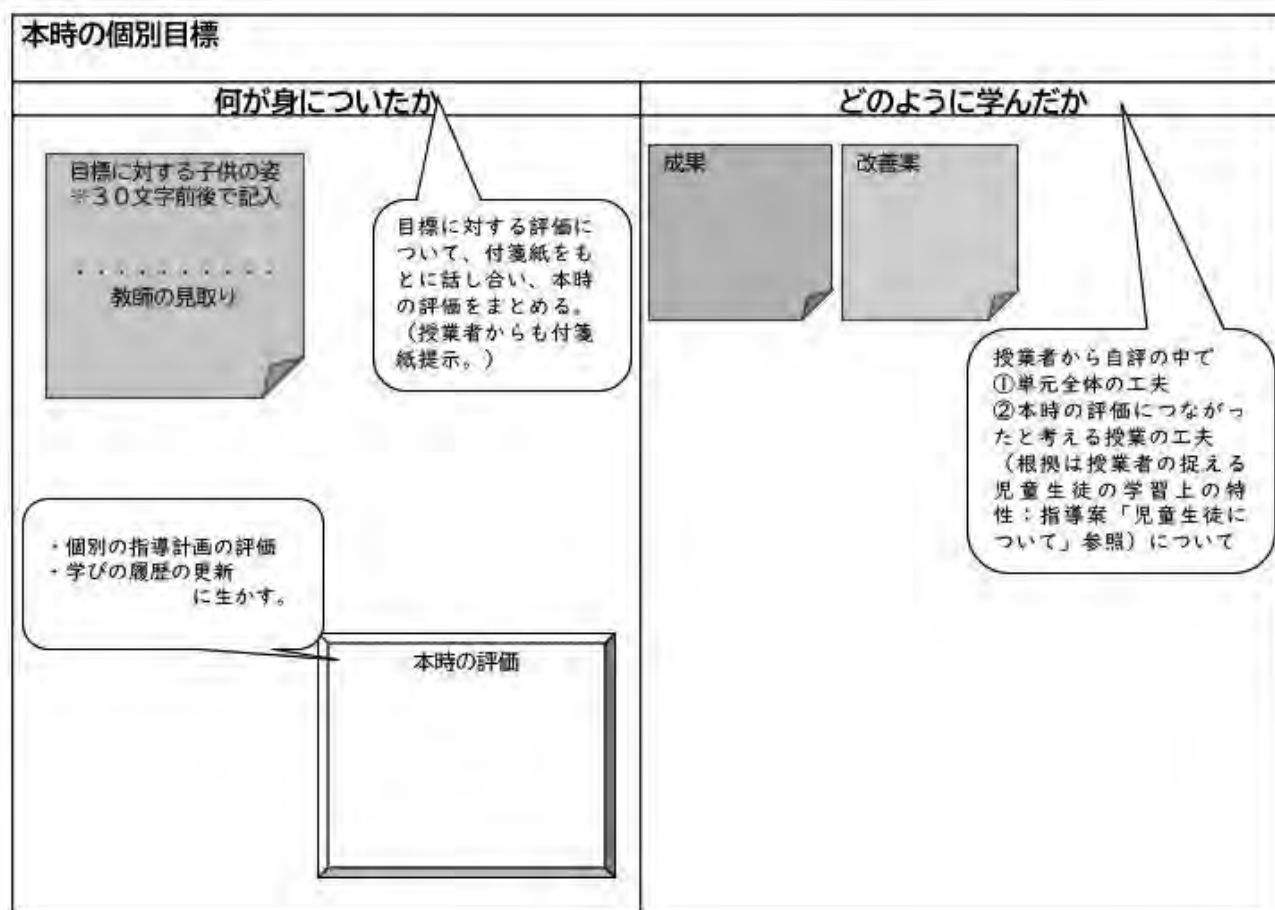 本時の個別目標
何が身についたか
どのように学んだか
目標に対する子供の姿
※30文字前後で記入
・・・・・・・・・・
教師の見取り
目標に対する評価に
ついて、付箋紙をも
とに話し合い、本時
の評価をまとめる。
（授業者からも付箋
紙提示。）
・個別の指導計画の評価
・学びの履歴の更新
に生かす。
本時の評価
成果
改善案
授業者から自評の中で
①単元全体の工夫
②本時の評価につながっ
たと考える授業の工夫
（根拠は授業者の捉える
児童生徒の学習上の特
性：指導案「児童生徒に
ついて」参照）について